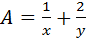 A = 1/x + 2/y